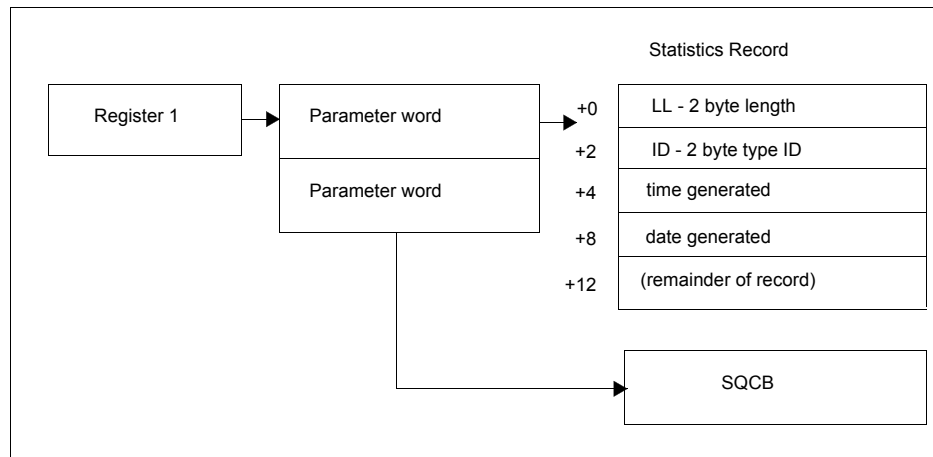 Statistics Record
Register 1
Parameter word
Parameter word
+0
LL - 2 byte length
+2
ID - 2 byte type ID
+4
time generated
+8
date generated
+12
(remainder of record)
SQCB